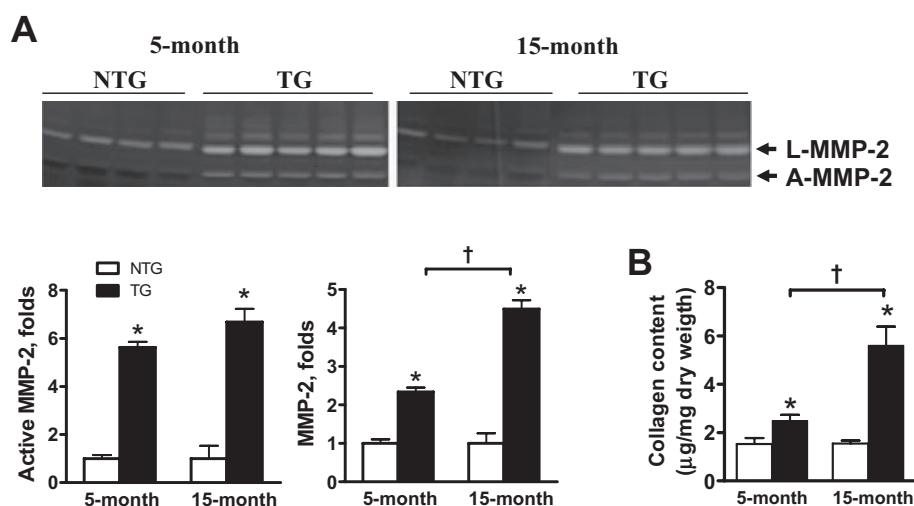 A
5-month 15-month
NTG TG NTG TG
L-MMP-2
A-MMP-2
NTG
TG
Active MMP-2, folds
8
6
4
2
0
*
*
5-month 15-month
MMP-2, folds
5
4
3
2
1
0
†
*
*
5-month 15-month
B
Collagen content
(µg/mg dry weigth)
8
6
4
2
0
†
*
*
5-month 15-month